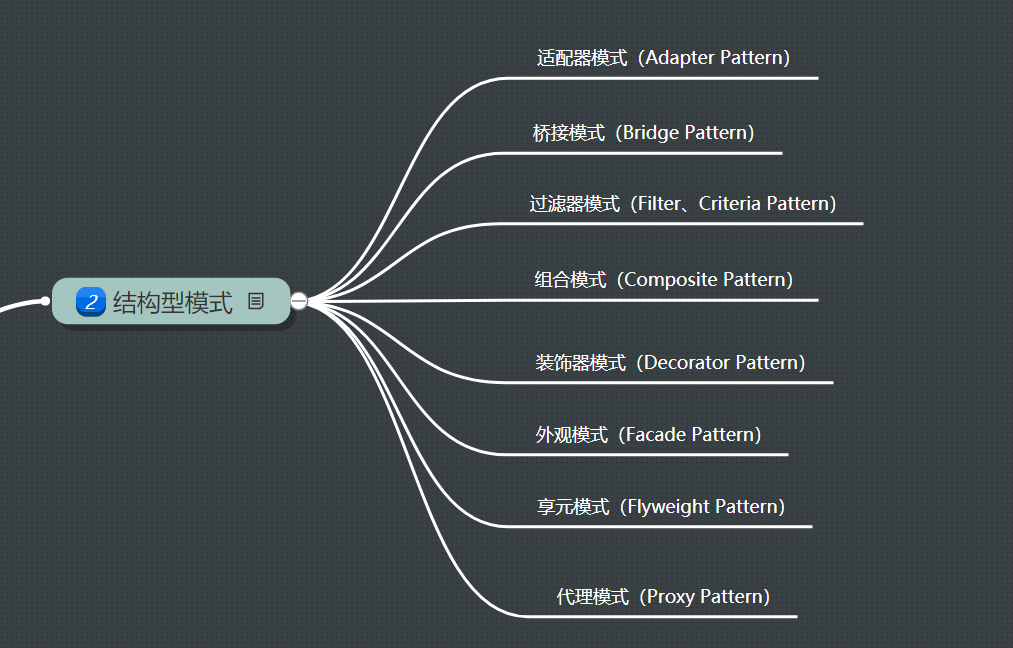 适配器模式（Adapter Pattern）
桥接模式（Bridge Pattern）
过滤器模式（Filter、Criteria Pattern）
组合模式（Composite Pattern）
2 结构型模式
装饰器模式（Decorator Pattern）
外观模式（Facade Pattern）
享元模式（Flyweight Pattern）
代理模式（Proxy Pattern）